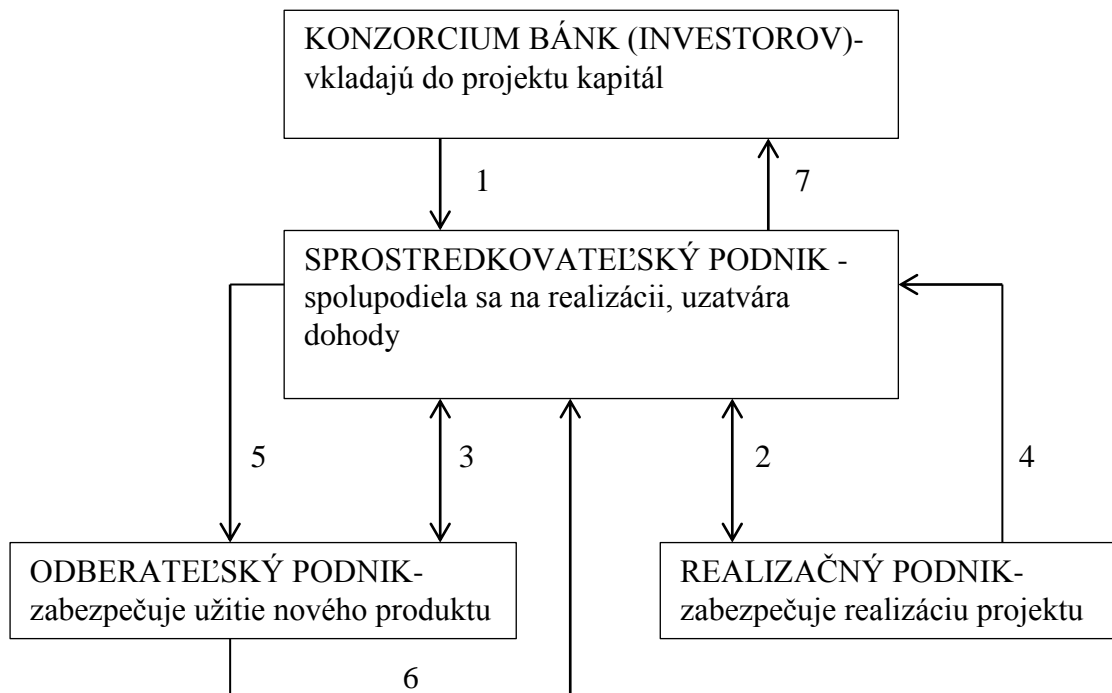 KONZORCIUM BÁNK (INVESTOROV)-
vkladajú do projektu kapitál
1
7
SPROSTREDKOVATEĽSKÝ PODNIK -
spolupodiela sa na realizácii, uzatvára
dohody
5
3
2
4
ODBERATEĽSKÝ PODNIK-
zabezpečuje užitie nového produktu
REALIZAČNÝ PODNIK-
zabezpečuje realizáciu projektu
6